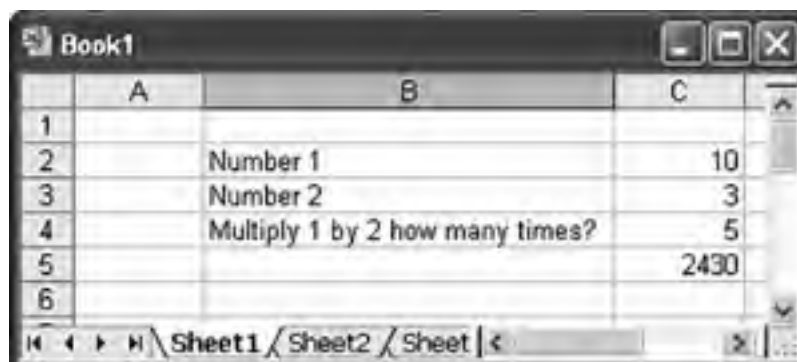 Book1
A B C
1
2 Number 1 10
3 Number 2 3
4 Multiply 1 by 2 how many times? 5
5 2430
6
Sheet1 Sheet2 Sheet